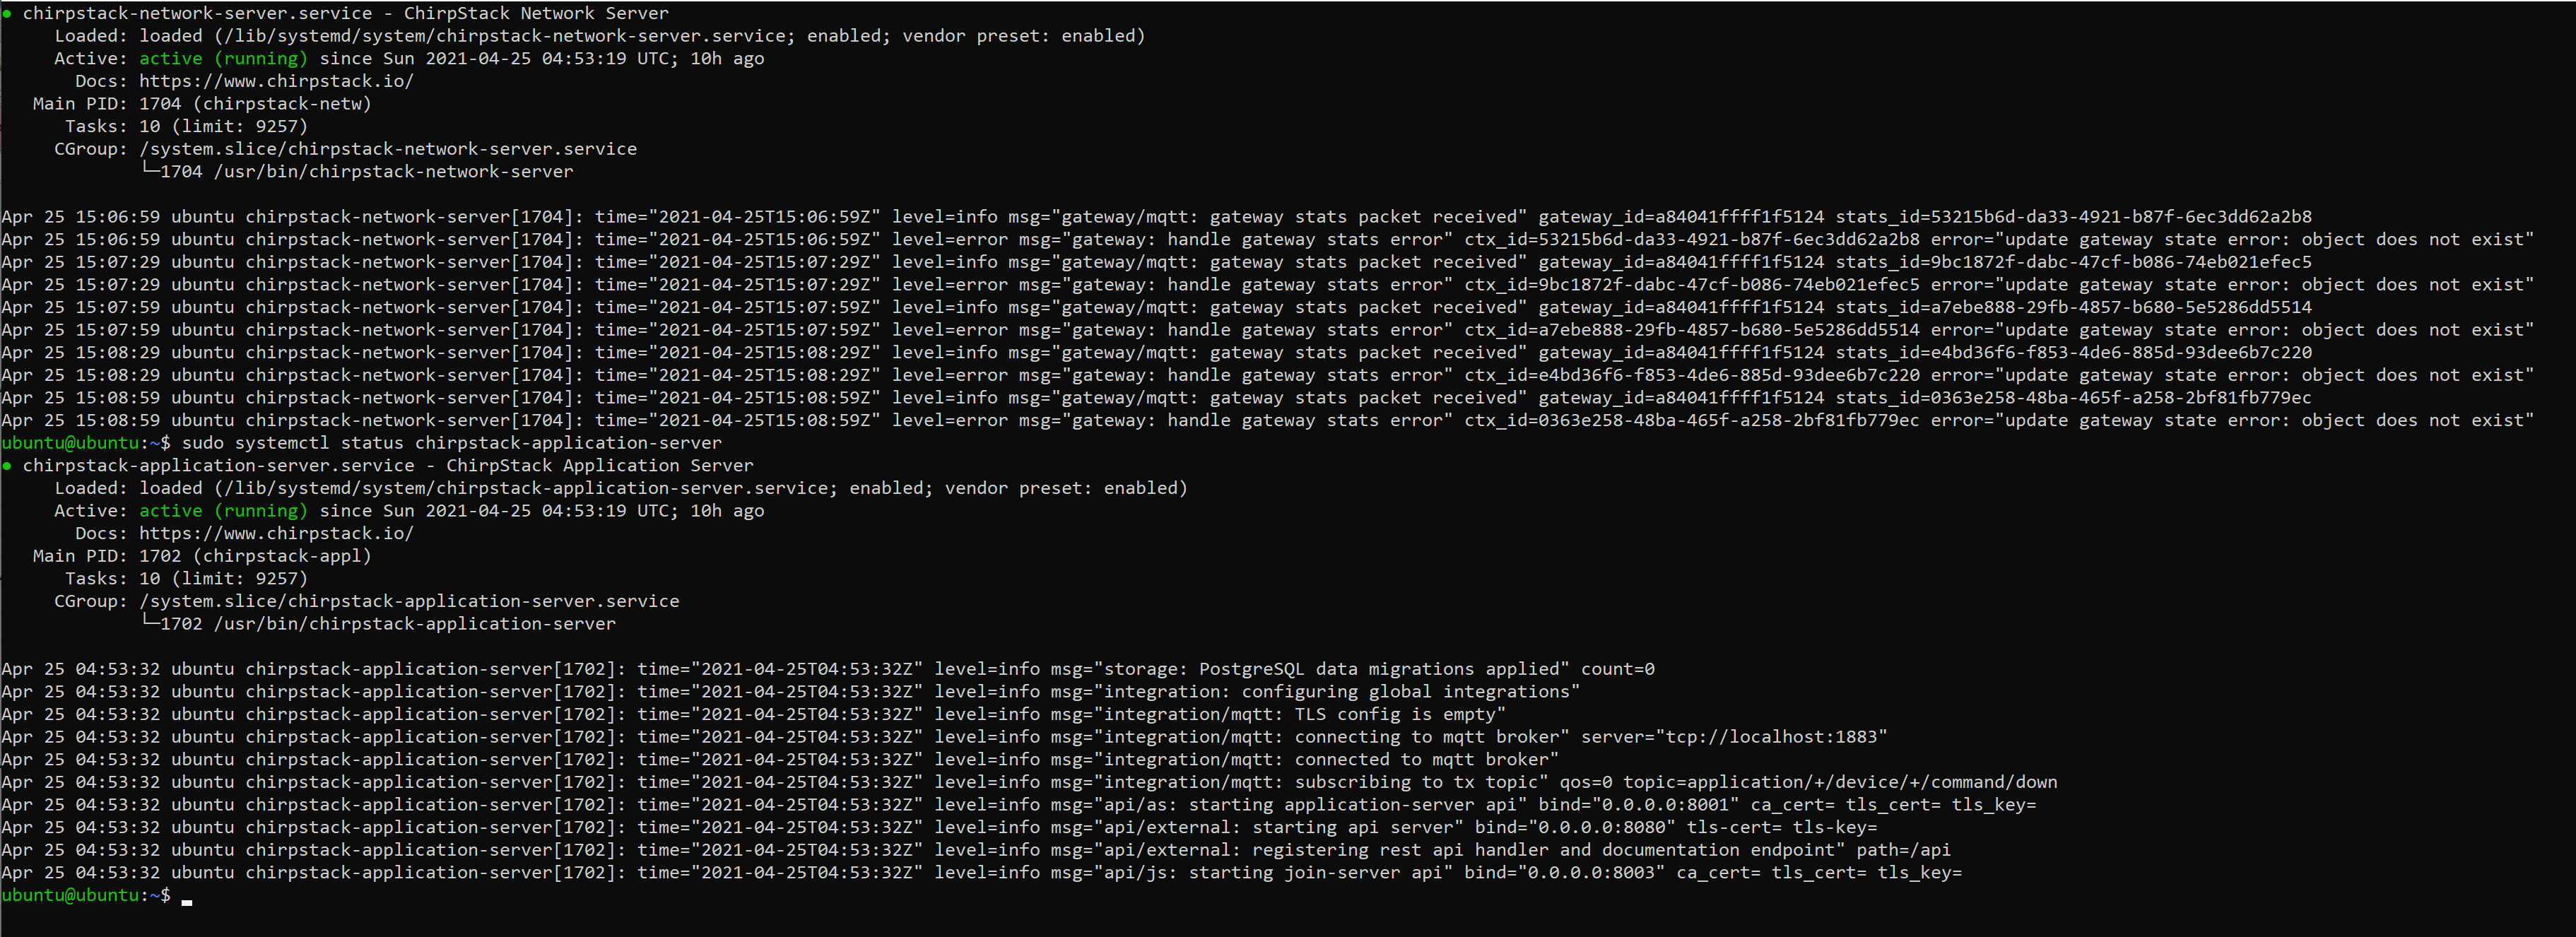 ● chirpstack-network-server.service - ChirpStack Network Server
Loaded: loaded (/lib/systemd/system/chirpstack-network-server.service; enabled; vendor preset: enabled)
Active: active (running) since Sun 2021-04-25 04:53:19 UTC; 10h ago
Docs: https://www.chirpstack.io/
Main PID: 1704 (chirpstack-netw)
Tasks: 10 (limit: 9257)
CGroup: /system.slice/chirpstack-network-server.service
└─1704 /usr/bin/chirpstack-network-server
Apr 25 15:06:59 ubuntu chirpstack-network-server[1704]: time="2021-04-25T15:06:59Z" level=info msg="gateway/mqtt: gateway stats packet received" gateway_id=a84041ffff1f5124 stats_id=53215b6d-da33-4921-b87f-6ec3dd62a2b8
Apr 25 15:06:59 ubuntu chirpstack-network-server[1704]: time="2021-04-25T15:06:59Z" level=error msg="gateway: handle gateway stats error" ctx_id=53215b6d-da33-4921-b87f-6ec3dd62a2b8 error="update gateway state error: object does not exist"
Apr 25 15:07:29 ubuntu chirpstack-network-server[1704]: time="2021-04-25T15:07:29Z" level=info msg="gateway/mqtt: gateway stats packet received" gateway_id=a84041ffff1f5124 stats_id=9bc1872f-dabc-47cf-b086-74eb021efec5
Apr 25 15:07:29 ubuntu chirpstack-network-server[1704]: time="2021-04-25T15:07:29Z" level=error msg="gateway: handle gateway stats error" ctx_id=9bc1872f-dabc-47cf-b086-74eb021efec5 error="update gateway state error: object does not exist"
Apr 25 15:07:59 ubuntu chirpstack-network-server[1704]: time="2021-04-25T15:07:59Z" level=info msg="gateway/mqtt: gateway stats packet received" gateway_id=a84041ffff1f5124 stats_id=a7ebe888-29fb-4857-b680-5e5286dd5514
Apr 25 15:07:59 ubuntu chirpstack-network-server[1704]: time="2021-04-25T15:07:59Z" level=error msg="gateway: handle gateway stats error" ctx_id=a7ebe888-29fb-4857-b680-5e5286dd5514 error="update gateway state error: object does not exist"
Apr 25 15:08:29 ubuntu chirpstack-network-server[1704]: time="2021-04-25T15:08:29Z" level=info msg="gateway/mqtt: gateway stats packet received" gateway_id=a84041ffff1f5124 stats_id=e4bd36f6-f853-4de6-885d-93dee6b7c220
Apr 25 15:08:29 ubuntu chirpstack-network-server[1704]: time="2021-04-25T15:08:29Z" level=error msg="gateway: handle gateway stats error" ctx_id=e4bd36f6-f853-4de6-885d-93dee6b7c220 error="update gateway state error: object does not exist"
Apr 25 15:08:59 ubuntu chirpstack-network-server[1704]: time="2021-04-25T15:08:59Z" level=info msg="gateway/mqtt: gateway stats packet received" gateway_id=a84041ffff1f5124 stats_id=0363e258-48ba-465f-a258-2bf81fb779ec
Apr 25 15:08:59 ubuntu chirpstack-network-server[1704]: time="2021-04-25T15:08:59Z" level=error msg="gateway: handle gateway stats error" ctx_id=0363e258-48ba-465f-a258-2bf81fb779ec error="update gateway state error: object does not exist"
ubuntu@ubuntu:~$ sudo systemctl status chirpstack-application-server
● chirpstack-application-server.service - ChirpStack Application Server
Loaded: loaded (/lib/systemd/system/chirpstack-application-server.service; enabled; vendor preset: enabled)
Active: active (running) since Sun 2021-04-25 04:53:19 UTC; 10h ago
Docs: https://www.chirpstack.io/
Main PID: 1702 (chirpstack-appl)
Tasks: 10 (limit: 9257)
CGroup: /system.slice/chirpstack-application-server.service
└─1702 /usr/bin/chirpstack-application-server
Apr 25 04:53:32 ubuntu chirpstack-application-server[1702]: time="2021-04-25T04:53:32Z" level=info msg="storage: PostgreSQL data migrations applied" count=0
Apr 25 04:53:32 ubuntu chirpstack-application-server[1702]: time="2021-04-25T04:53:32Z" level=info msg="integration: configuring global integrations"
Apr 25 04:53:32 ubuntu chirpstack-application-server[1702]: time="2021-04-25T04:53:32Z" level=info msg="integration/mqtt: TLS config is empty"
Apr 25 04:53:32 ubuntu chirpstack-application-server[1702]: time="2021-04-25T04:53:32Z" level=info msg="integration/mqtt: connecting to mqtt broker" server="tcp://localhost:1883"
Apr 25 04:53:32 ubuntu chirpstack-application-server[1702]: time="2021-04-25T04:53:32Z" level=info msg="integration/mqtt: connected to mqtt broker"
Apr 25 04:53:32 ubuntu chirpstack-application-server[1702]: time="2021-04-25T04:53:32Z" level=info msg="integration/mqtt: subscribing to tx topic" qos=0 topic=application/+/device/+/command/down
Apr 25 04:53:32 ubuntu chirpstack-application-server[1702]: time="2021-04-25T04:53:32Z" level=info msg="api/as: starting application-server api" bind="0.0.0.0:8001" ca_cert= tls_cert= tls_key=
Apr 25 04:53:32 ubuntu chirpstack-application-server[1702]: time="2021-04-25T04:53:32Z" level=info msg="api/external: starting api server" bind="0.0.0.0:8080" tls-cert= tls-key=
Apr 25 04:53:32 ubuntu chirpstack-application-server[1702]: time="2021-04-25T04:53:32Z" level=info msg="api/external: registering rest api handler and documentation endpoint" path=/api
Apr 25 04:53:32 ubuntu chirpstack-application-server[1702]: time="2021-04-25T04:53:32Z" level=info msg="api/js: starting join-server api" bind="0.0.0.0:8003" ca_cert= tls_cert= tls_key=
ubuntu@ubuntu:~$